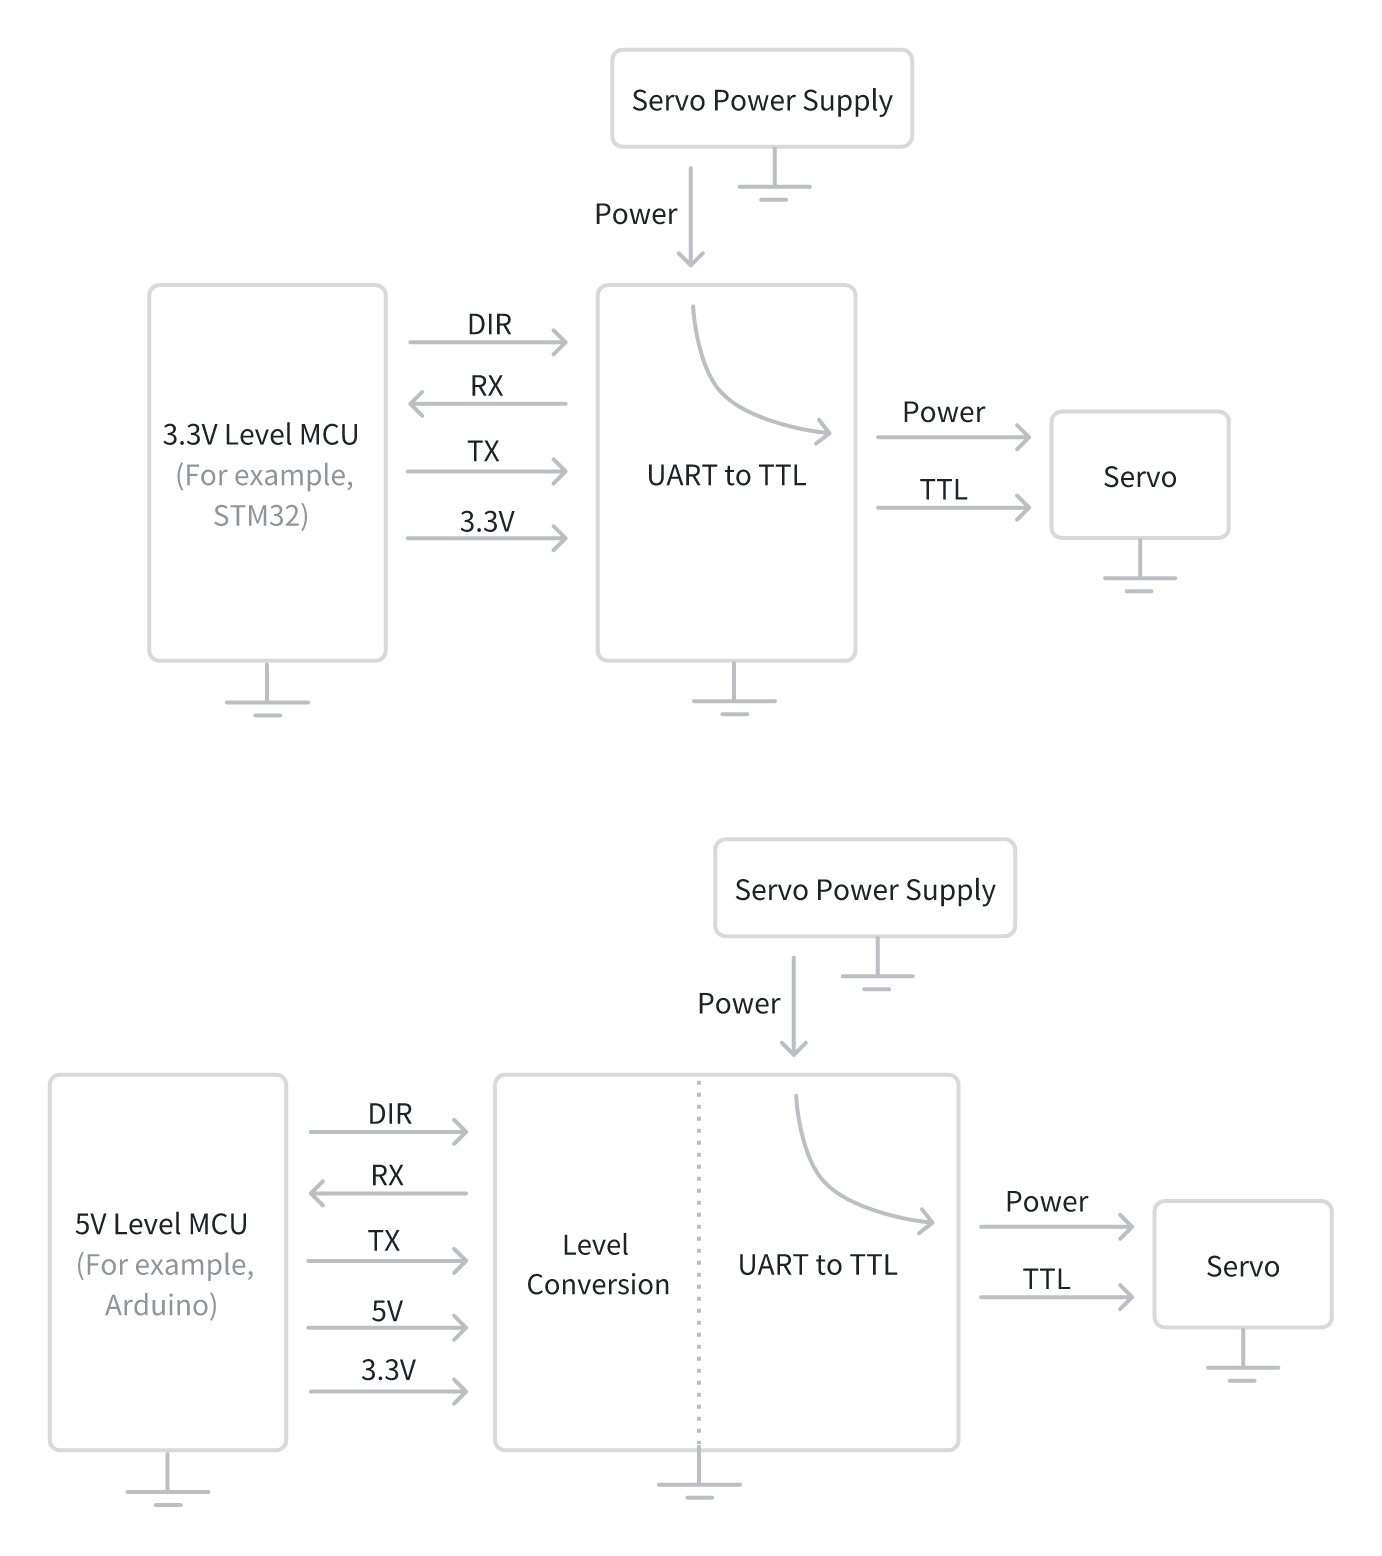 Servo Power Supply
Power
DIR
RX
TX
3.3V
3.3V Level MCU
(For example,
STM32)
UART to TTL
Power
TTL
Servo
Servo Power Supply
Power
DIR
RX
TX
5V
3.3V
5V Level MCU
(For example,
Arduino)
Level
Conversion
UART to TTL
Power
TTL
Servo